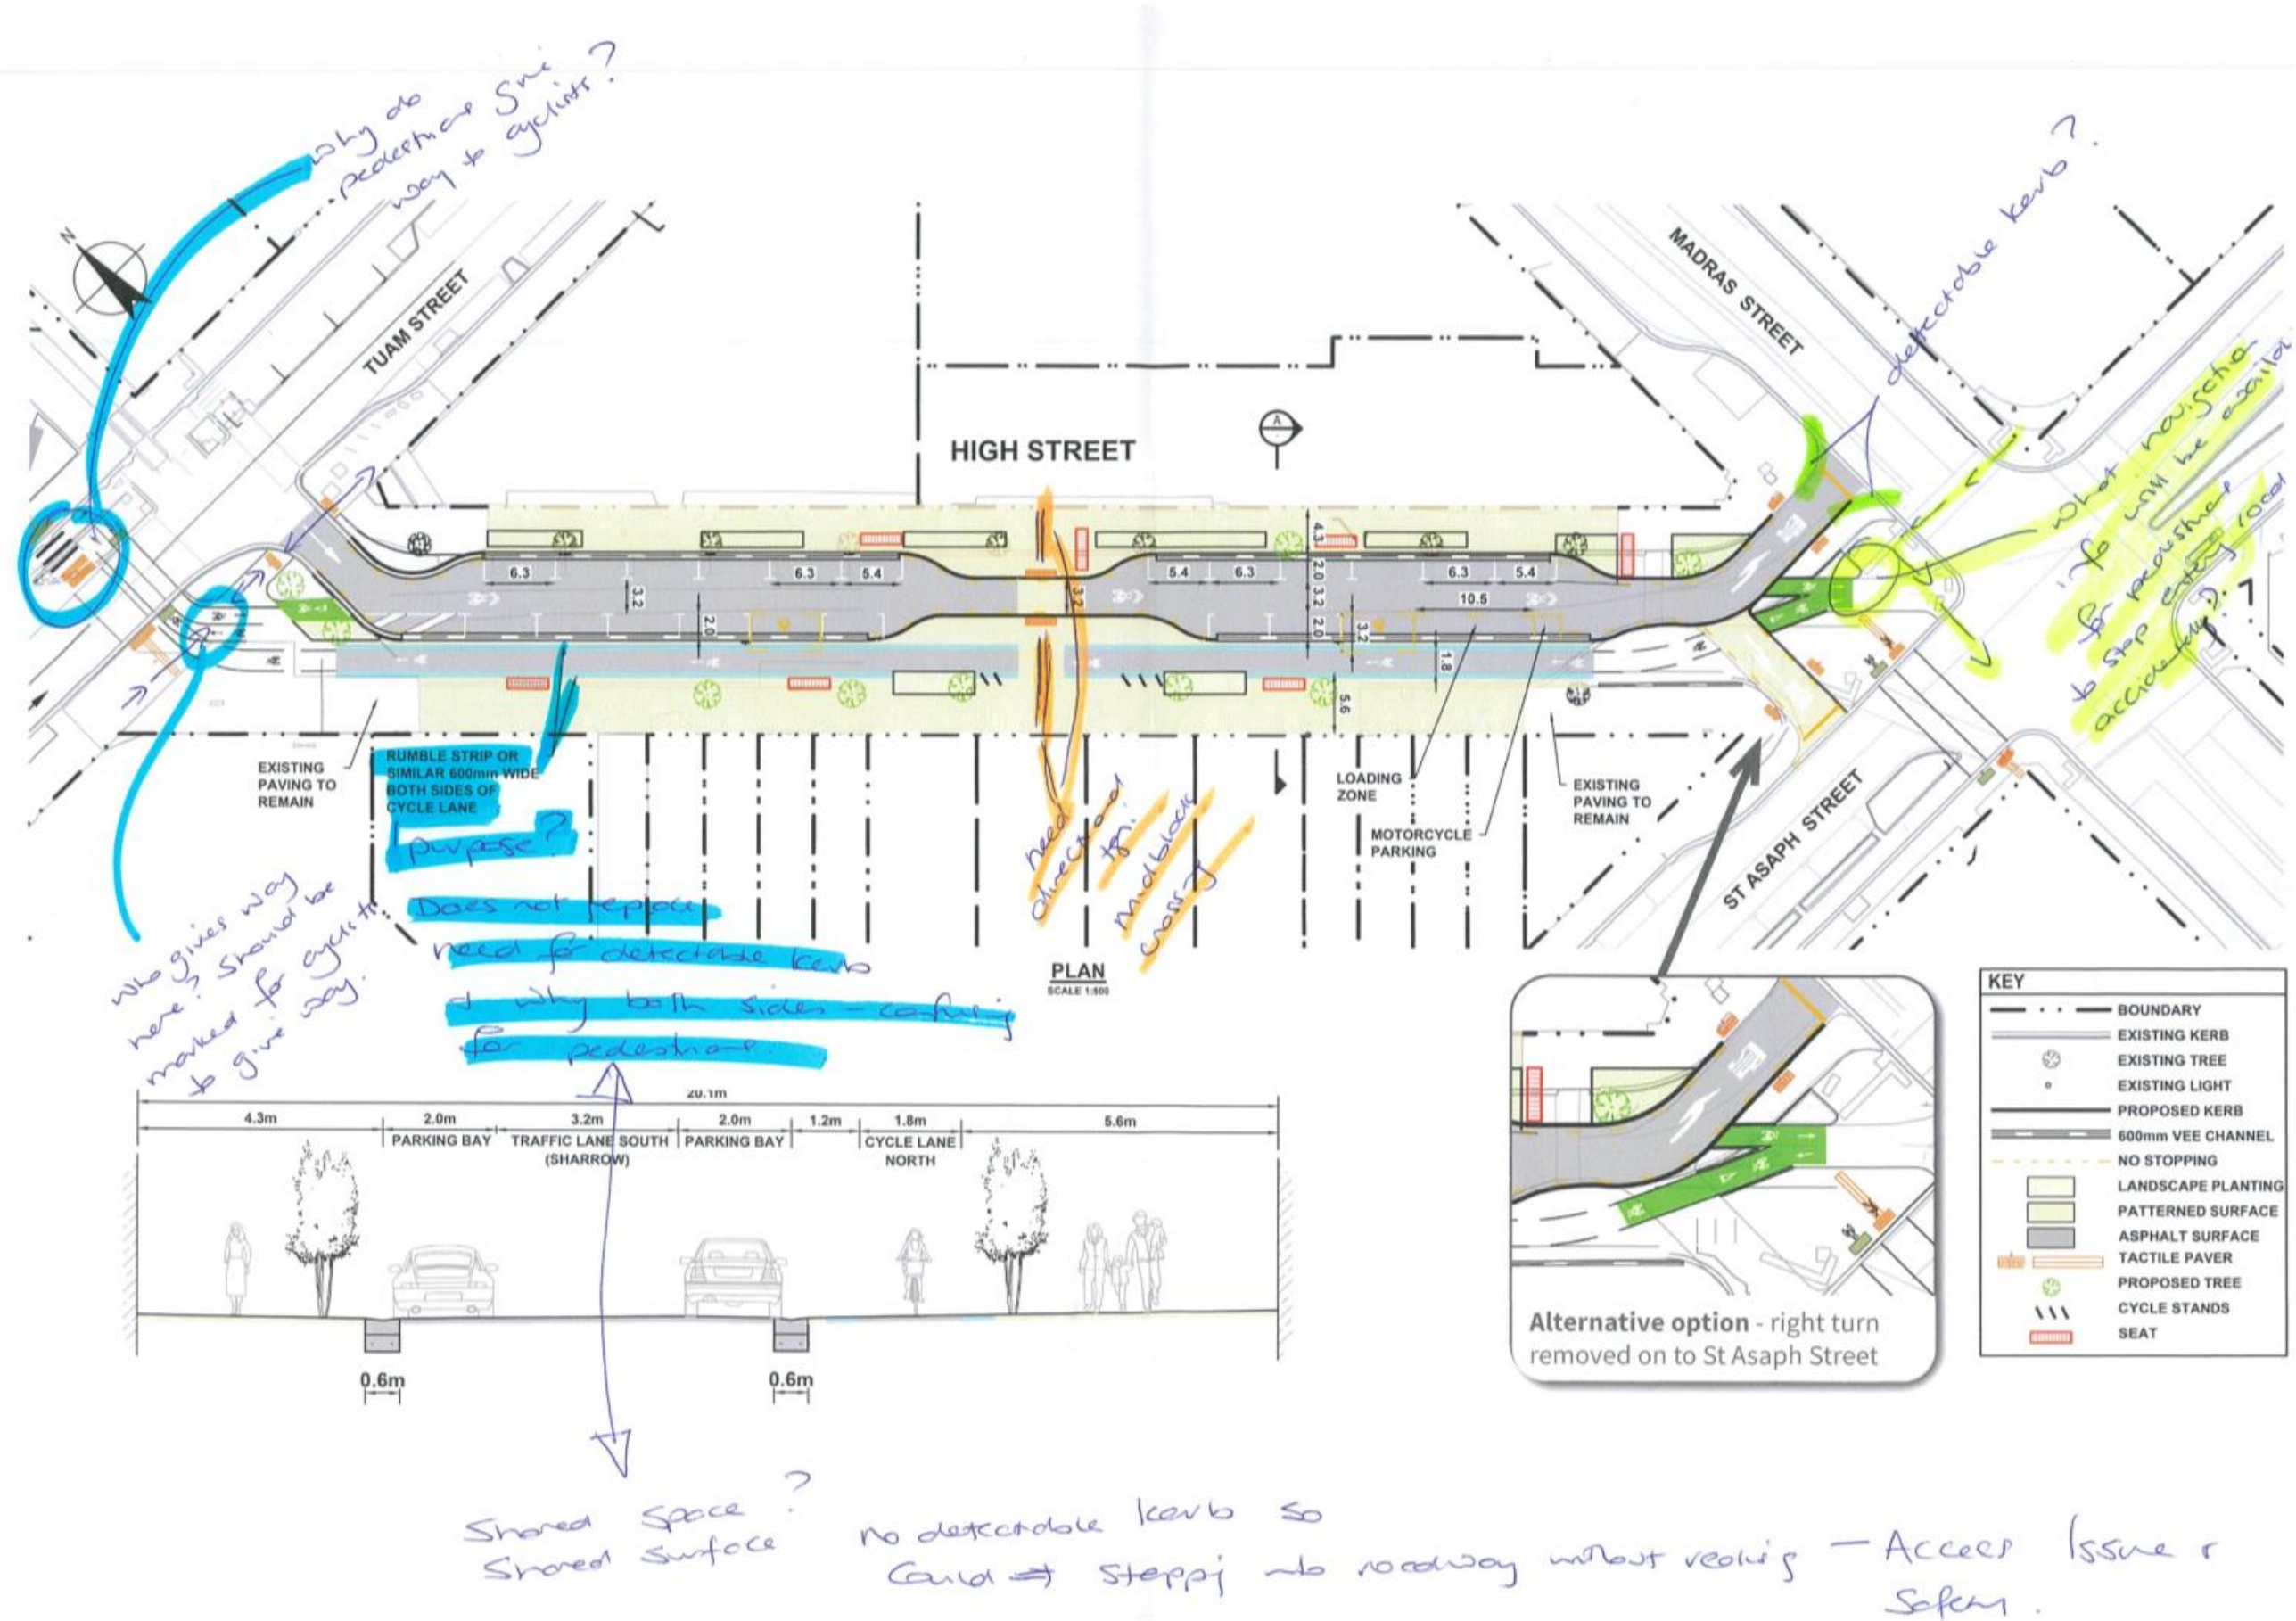 why do
pedestrians give
way to cyclists?
N
TUAM STREET
HIGH STREET
A
MADRAS STREET
detectable kerb?
what navigation
info will be availa
for pedestrians
to stop entering road
accidentally?
4.3
6.3
6.3
5.4
5.4
6.3
6.3
5.4
3.2
2.0
3.2
2.0
3.2
2.0
3.2
10.5
1.8
5.6
EXISTING
PAVING TO
REMAIN
RUMBLE STRIP OR
SIMILAR 600mm WIDE
BOTH SIDES OF
CYCLE LANE
purpose?
Does not replace
need for detectable kerb
& why both sides - confusing
for pedestrians.
who gives way
here? Should be
marked for cyclists
to give way.
need
directional
midblock
crossing
LOADING
ZONE
MOTORCYCLE
PARKING
EXISTING
PAVING TO
REMAIN
ST ASAPH STREET
PLAN
SCALE 1:500
20.1m
4.3m
2.0m
3.2m
2.0m
1.2m
1.8m
5.6m
PARKING BAY
TRAFFIC LANE SOUTH
(SHARROW)
PARKING BAY
CYCLE LANE
NORTH
0.6m
0.6m
Alternative option - right turn
removed on to St Asaph Street
KEY
BOUNDARY
EXISTING KERB
EXISTING TREE
EXISTING LIGHT
PROPOSED KERB
600mm VEE CHANNEL
NO STOPPING
LANDSCAPE PLANTING
PATTERNED SURFACE
ASPHALT SURFACE
TACTILE PAVER
PROPOSED TREE
CYCLE STANDS
SEAT
Shared Space?
Shared Surface
no detectable kerb so
Could ⇒ stepping into roadway without - Access Issue &
Safety.